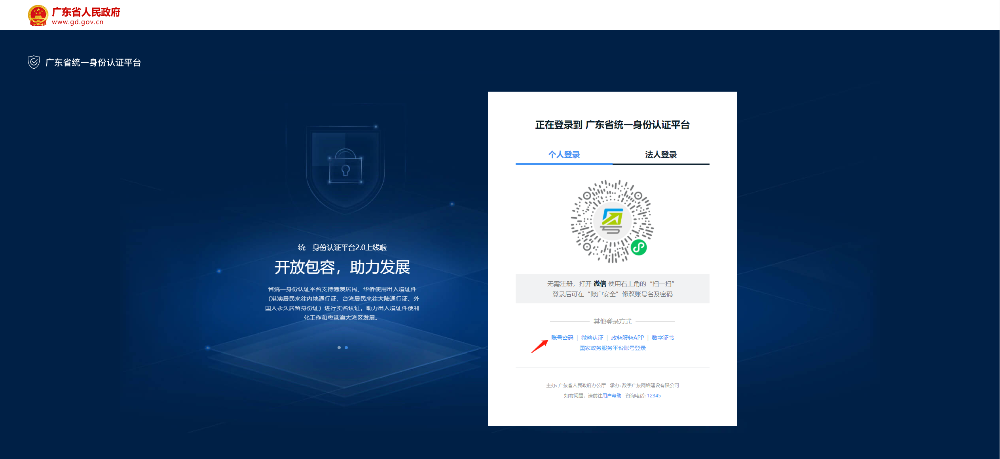 广东省人民政府
www.gd.gov.cn
广东省统一身份认证平台
统一身份认证平台2.0上线啦
开放包容，助力发展
省统一身份认证平台支持港澳居民、华侨使用出入境证件
（港澳居民来往内地通行证、台湾居民来往大陆通行证、外
国人永久居留身份证）进行实名认证，助力出入境证件便利
化工作和粤港澳大湾区发展。
正在登录到 广东省统一身份认证平台
个人登录 法人登录
无需注册，打开 微信 使用右上角的“扫一扫”
登录后可在“账户安全”修改账号名及密码
其他登录方式
账号密码 | 微警认证 | 政务服务APP | 数字证书
国家政务服务平台账号登录
主办: 广东省人民政府办公厅 承办: 数字广东网络建设有限公司
如有问题，请前往用户帮助 咨询电话: 12345